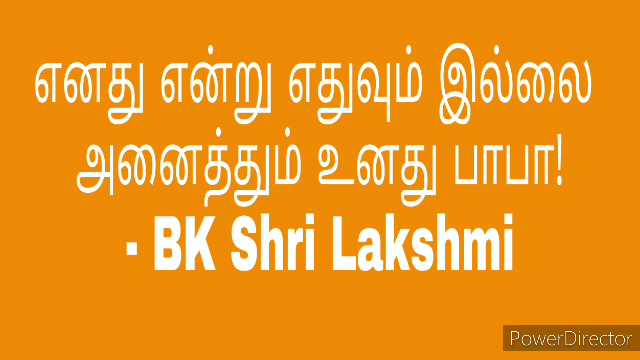 எனது என்று எதுவும் இல்லை
அனைத்தும் உனது பாபா!
- BK Shri Lakshmi
PowerDirector